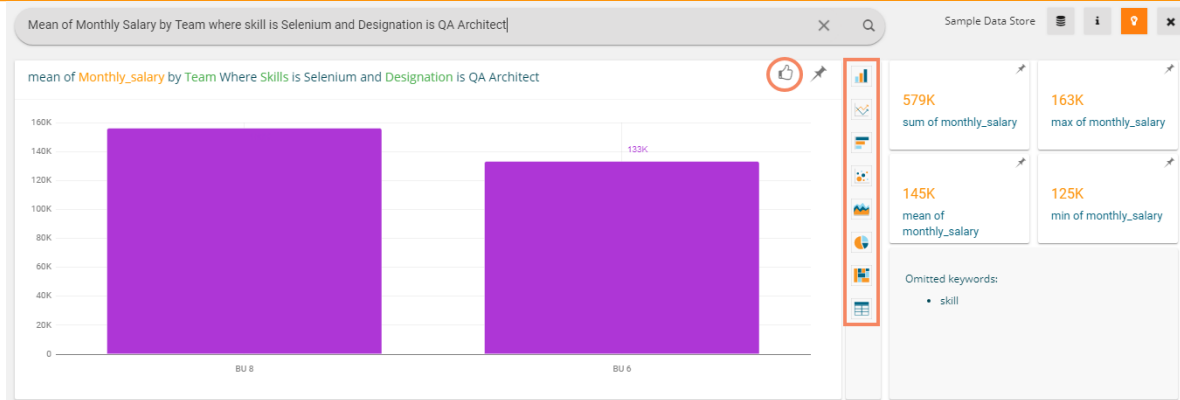 Mean of Monthly Salary by Team where skill is Selenium and Designation is QA Architect
Sample Data Store
mean of Monthly_salary by Team Where Skills is Selenium and Designation is QA Architect
160K
140K
120K
100K
80K
60K
40K
20K
0
133K
BU 8
BU 6
579K
sum of monthly_salary
163K
max of monthly_salary
145K
mean of
monthly_salary
125K
min of monthly_salary
Omitted keywords:
• skill